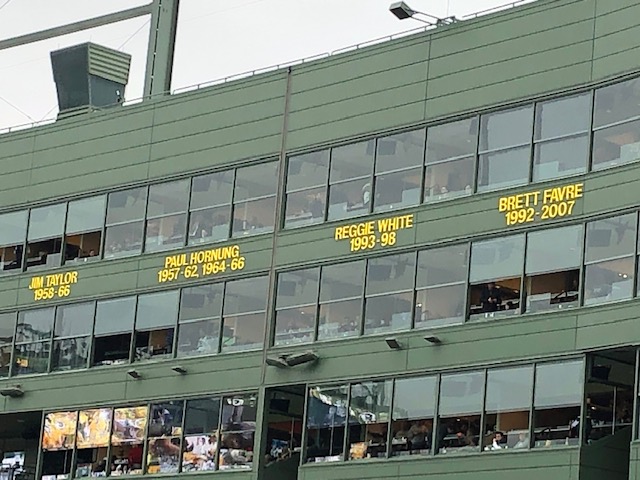 JIM TAYLOR
1958-66
PAUL HORNUNG
1957-62, 1964-66
REGGIE WHITE
1993-98
BRETT FAVRE
1992-2007